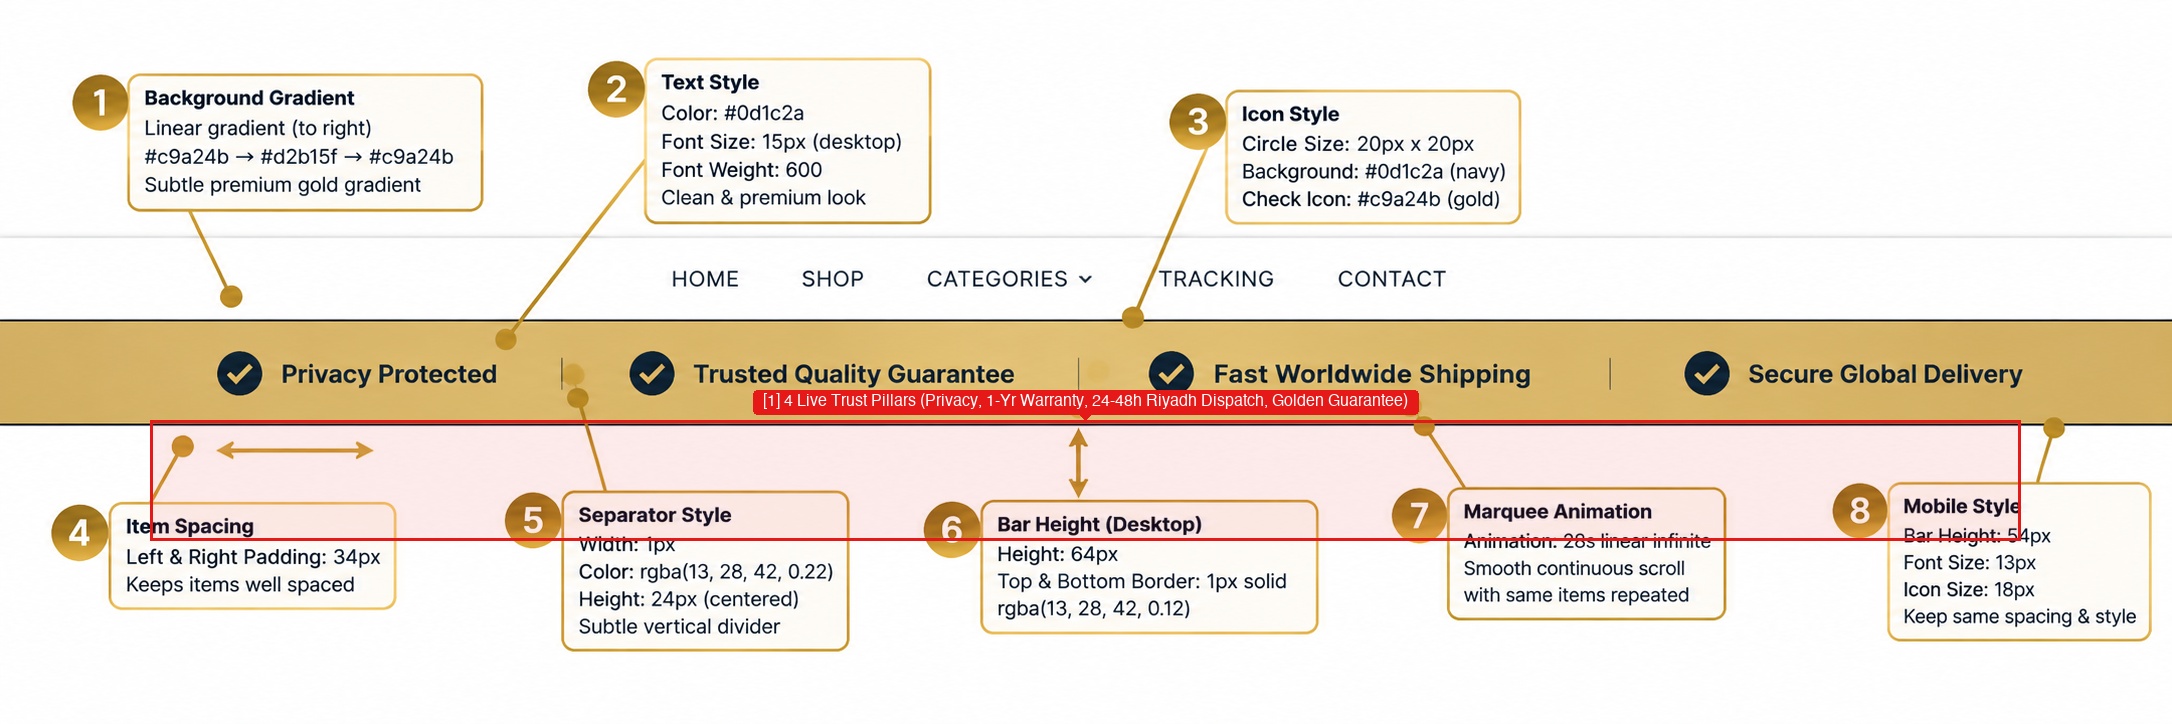 1
Background Gradient
Linear gradient (to right)
#c9a24b → #d2b15f → #c9a24b
Subtle premium gold gradient
2
Text Style
Color: #0d1c2a
Font Size: 15px (desktop)
Font Weight: 600
Clean & premium look
3
Icon Style
Circle Size: 20px x 20px
Background: #0d1c2a (navy)
Check Icon: #c9a24b (gold)
HOME SHOP CATEGORIES TRACKING CONTACT
Privacy Protected Trusted Quality Guarantee Fast Worldwide Shipping Secure Global Delivery
[1] 4 Live Trust Pillars (Privacy, 1-Yr Warranty, 24-48h Riyadh Dispatch, Golden Guarantee)
4
Item Spacing
Left & Right Padding: 34px
Keeps items well spaced
5
Separator Style
Width: 1px
Color: rgba(13, 28, 42, 0.22)
Height: 24px (centered)
Subtle vertical divider
6
Bar Height (Desktop)
Height: 64px
Top & Bottom Border: 1px solid
rgba(13, 28, 42, 0.12)
7
Marquee Animation
Animation: 28s linear infinite
Smooth continuous scroll
with same items repeated
8
Mobile Style
Bar Height: 54px
Font Size: 13px
Icon Size: 18px
Keep same spacing & style